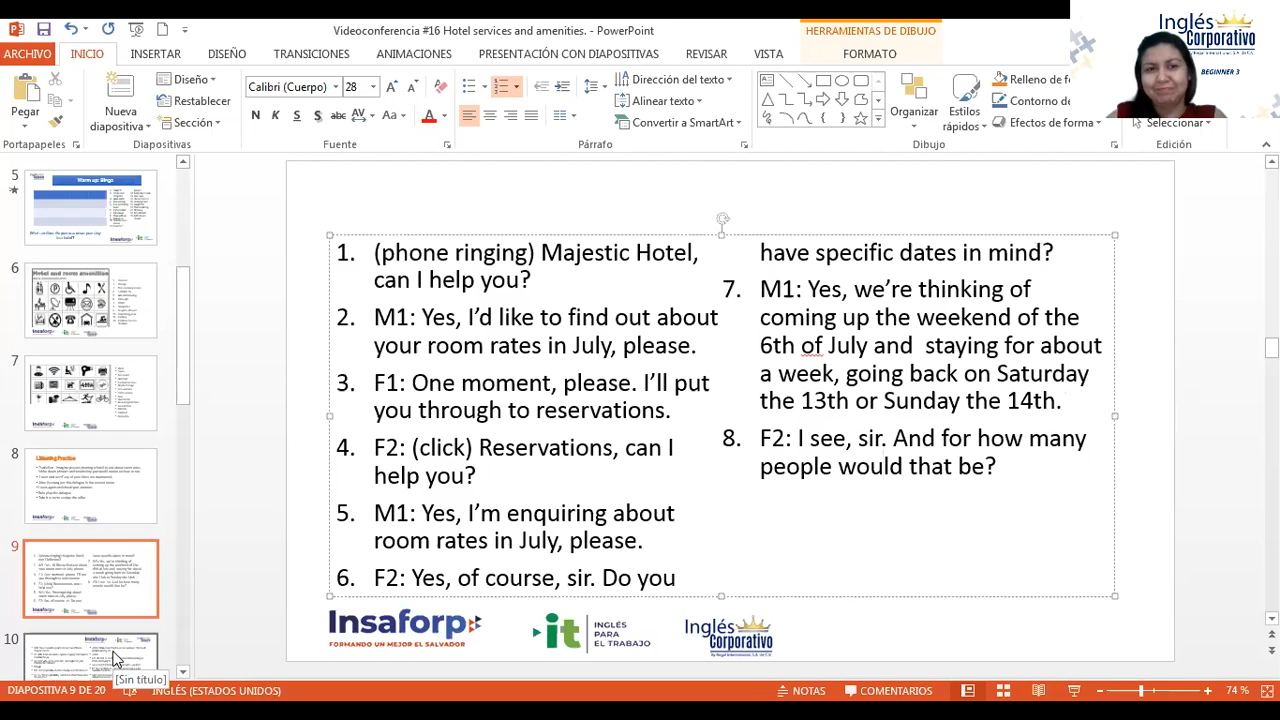 Videoconferencia #16 Hotel services and amenities. - PowerPoint
HERRAMIENTAS DE DIBUJO
ARCHIVO INICIO INSERTAR DISEÑO TRANSICIONES ANIMACIONES PRESENTACIÓN CON DIAPOSITIVAS REVISAR VISTA FORMATO
Inglés
Corporativo
BEGINNER 3
Pegar
Nueva
diapositiva
Diseño
Restablecer
Sección
Calibri (Cuerpo) 28
Dirección del texto
Alinear texto
Convertir a SmartArt
Organizar
Estilos
rápidos
Relleno de
Contorno de
Efectos de forma
Seleccionar
Portapapeles Diapositivas Fuente Párrafo Dibujo Edición
5
Warm up: Bingo
6
Hotel and room amenities
7
8
Listening Practice
9
10
[Sin título]
1. (phone ringing) Majestic Hotel,
can I help you?
2. M1: Yes, I’d like to find out about
your room rates in July, please.
3. F1: One moment, please. I’ll put
you through to reservations.
4. F2: (click) Reservations, can I
help you?
5. M1: Yes, I’m enquiring about
room rates in July, please.
6. F2: Yes, of course, sir. Do you
have specific dates in mind?
7. M1: Yes, we’re thinking of
coming up the weekend of the
6th of July and staying for about
a week, going back on Saturday
the 13th or Sunday the 14th.
8. F2: I see, sir. And for how many
people would that be?
Insaforp
FORMANDO UN MEJOR EL SALVADOR
it
INGLÉS
PARA
EL TRABAJO
Inglés
Corporativo
DIAPOSITIVA 9 DE 20 INGLÉS (ESTADOS UNIDOS) NOTAS COMENTARIOS 74 %